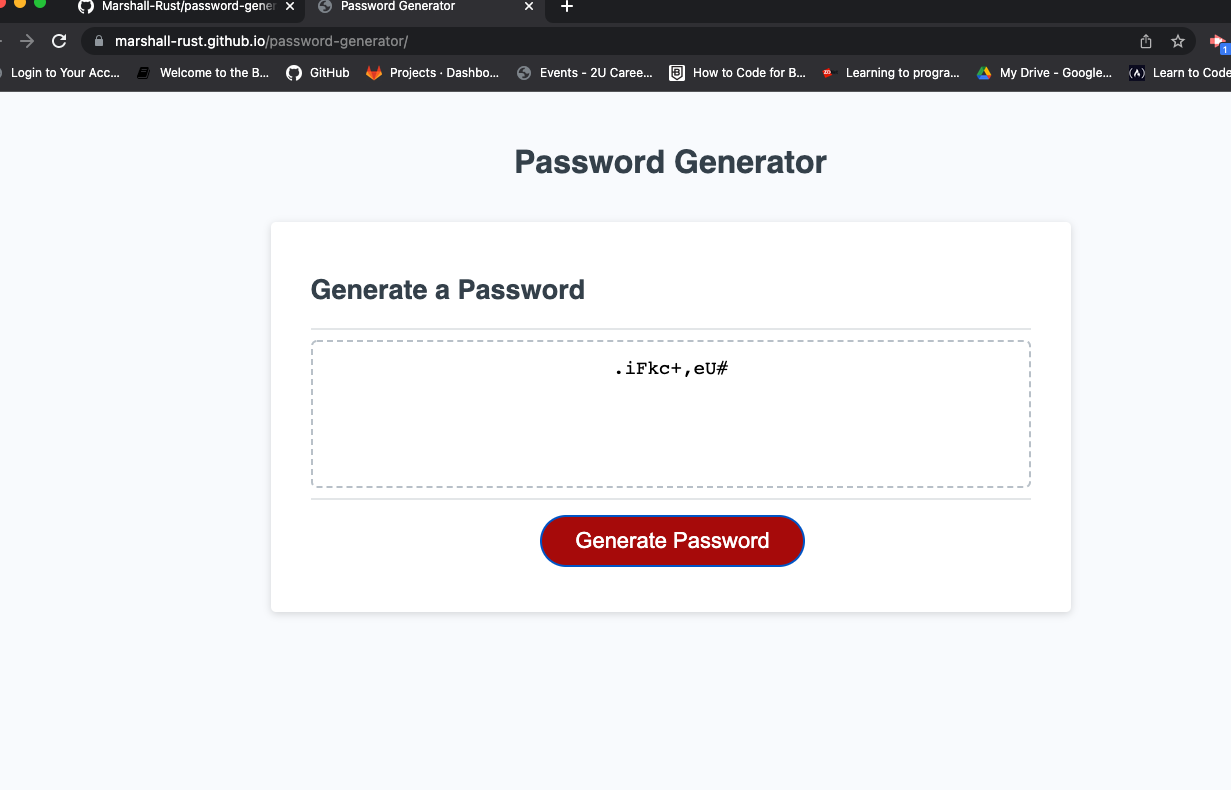 Marshall-Rust/password-gener
Password Generator
marshall-rust.github.io/password-generator/
1
Login to Your Acc...
Welcome to the B...
GitHub
Projects · Dashbo...
Events - 2U Caree...
How to Code for B...
Learning to progra...
My Drive - Google...
Learn to Code
Password Generator
Generate a Password
.iFkc+,eU#
Generate Password